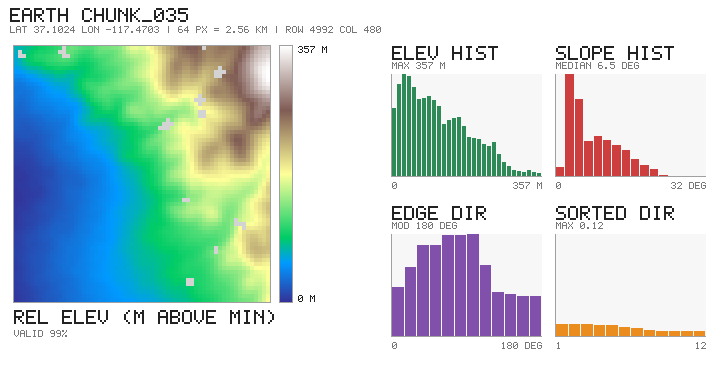 EARTH CHUNK_035
LAT 37.1024 LON -117.4703 | 64 PX = 2.56 KM | ROW 4992 COL 480
357 M
0 M
REL ELEV (M ABOVE MIN)
VALID 99%
ELEV HIST
MAX 357 M
0 357 M
SLOPE HIST
MEDIAN 6.5 DEG
0 32 DEG
EDGE DIR
MOD 180 DEG
0 180 DEG
SORTED DIR
MAX 0.12
1 12